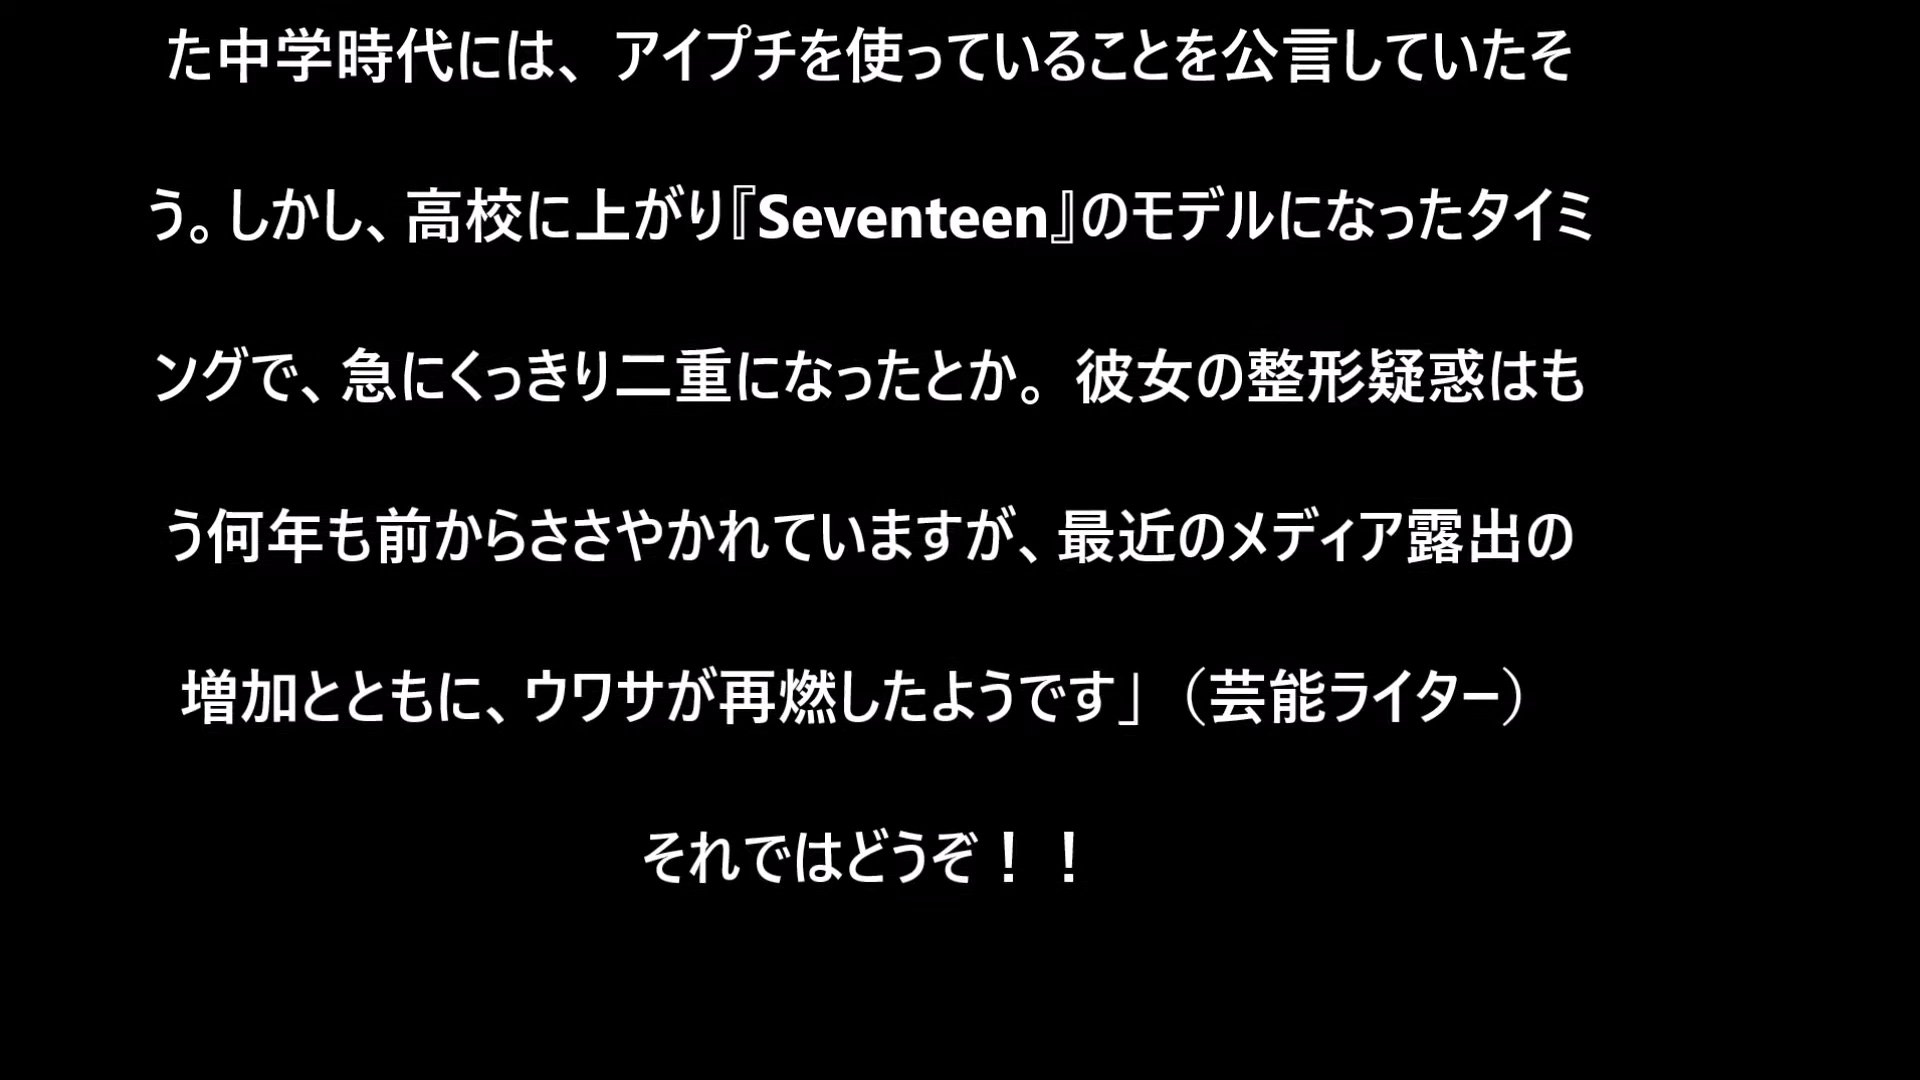 た中学時代には、アイプチを使っていることを公言していたそ
う。しかし、高校に上がり『Seventeen』のモデルになったタイミ
ングで、急にくっきり二重になったとか。彼女の整形疑惑はも
う何年も前からささやかれていますが、最近のメディア露出の
増加とともに、ウワサが再燃したようです」（芸能ライター）
それではどうぞ！！